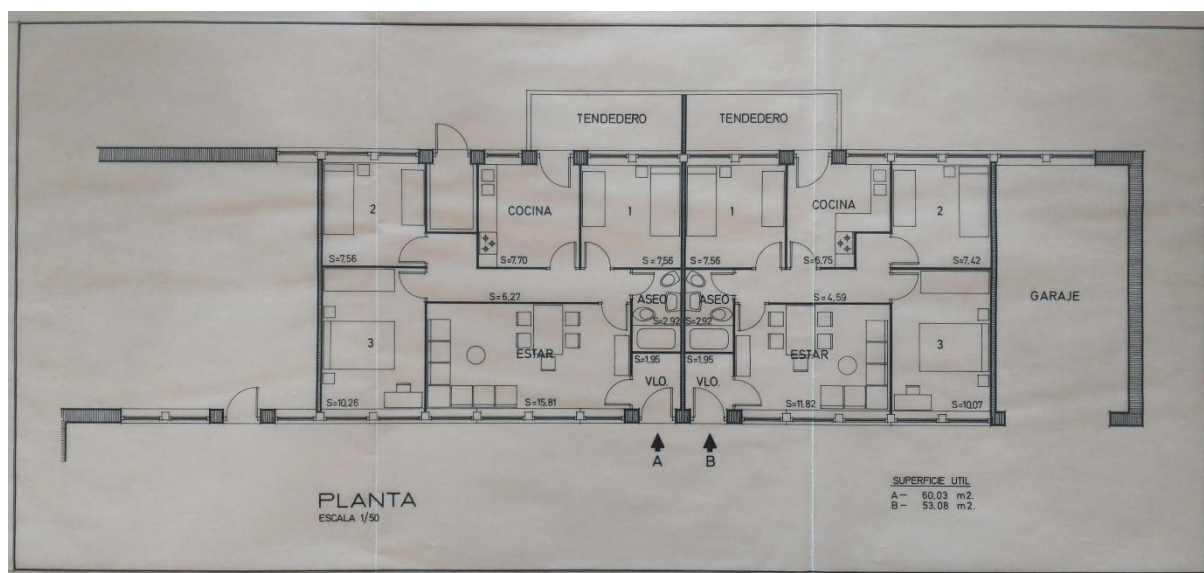 TENDEDERO
TENDEDERO
2
COCINA
1
1
COCINA
2
S=7,56
S=7,70
S=7,56
S=7,56
S=6,75
S=7,42
S=6,27
ASEO
ASEO
S=4,59
GARAJE
S=2,92
S=2,92
3
ESTAR
ESTAR
3
S=1,95
S=1,95
VLO.
VLO.
S=10,26
S=15,81
S=11,82
S=10,07
A
B
PLANTA
ESCALA 1/50
SUPERFICIE UTIL
A- 60,03 m2.
B- 53,08 m2.